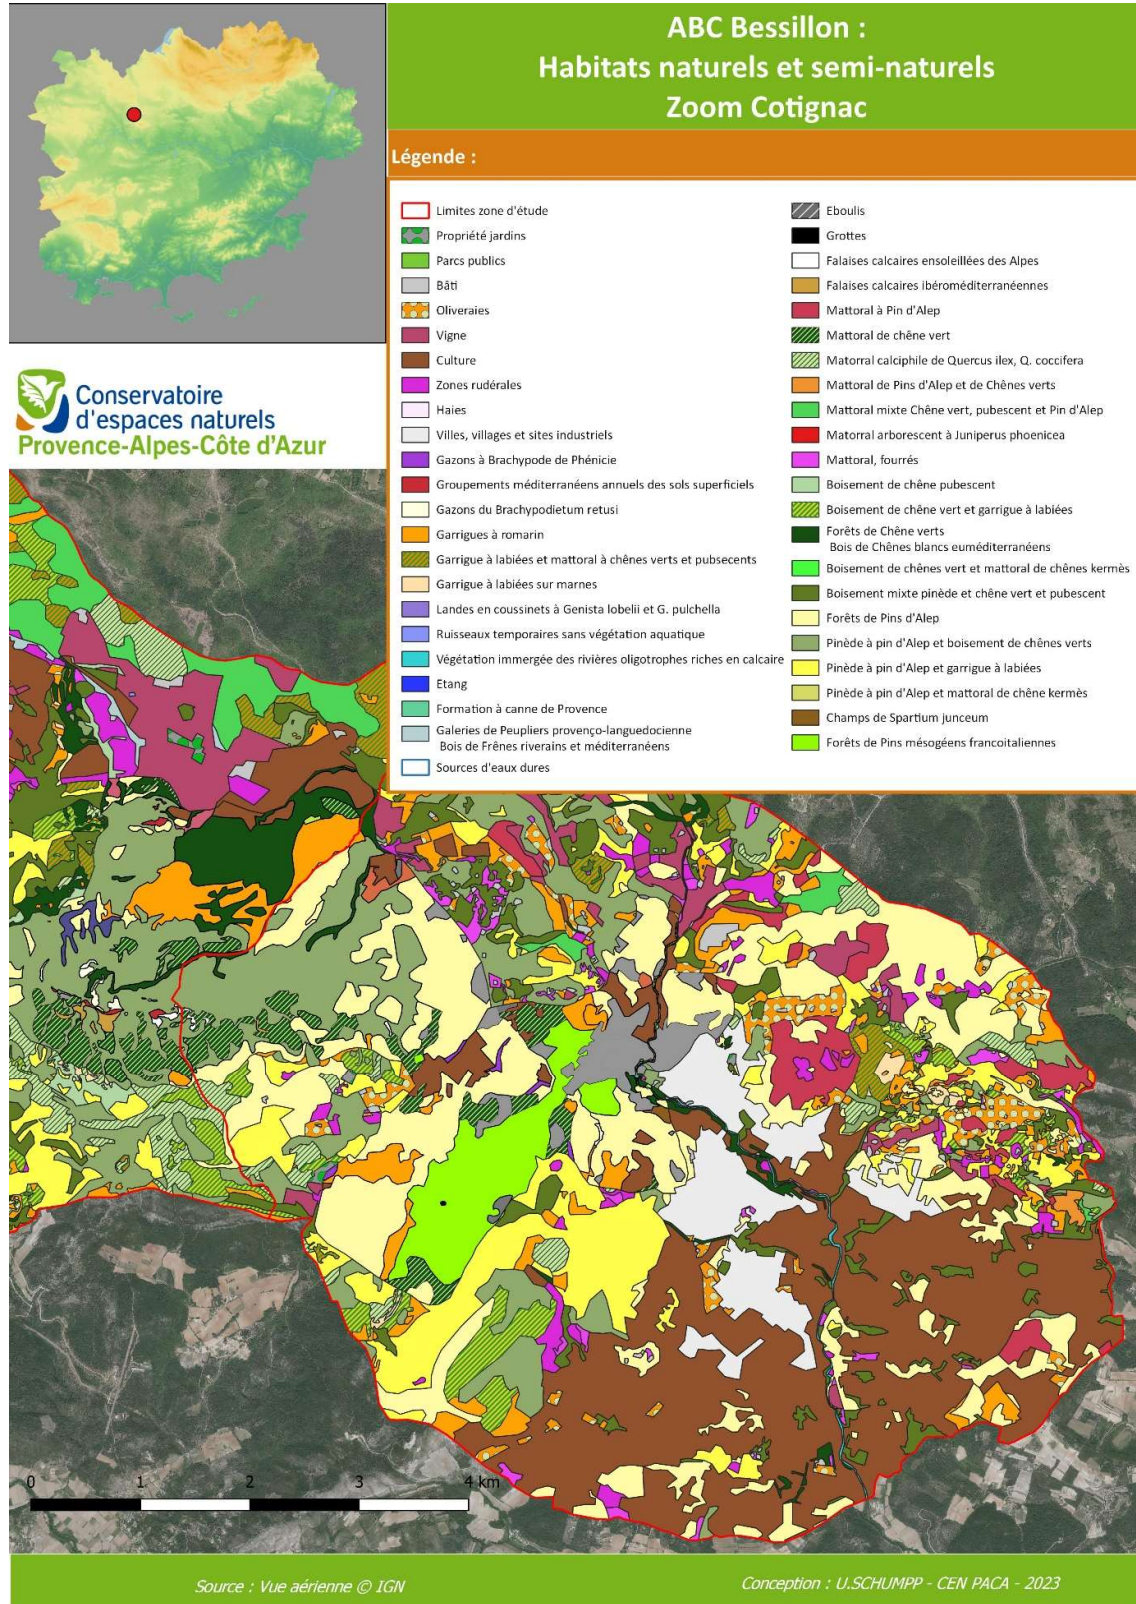 ABC Bessillon :
Habitats naturels et semi-naturels
Zoom Cotignac
Légende :
Limites zone d'étude
Propriété jardins
Parcs publics
Bâti
Oliveraies
Vigne
Culture
Zones rudérales
Haies
Villes, villages et sites industriels
Gazons à Brachypode de Phénicie
Groupements méditerranéens annuels des sols superficiels
Gazons du Brachypodietum retusi
Garrigues à romarin
Garrigue à labiées et mattoral à chênes verts et pubsecents
Garrigue à labiées sur marnes
Landes en coussinets à Genista lobelii et G. pulchella
Ruisseaux temporaires sans végétation aquatique
Végétation immergée des rivières oligotrophes riches en calcaire
Etang
Formation à canne de Provence
Galeries de Peupliers provenço-languedocienne
Bois de Frênes riverains et méditerranéens
Sources d'eaux dures
Eboulis
Grottes
Falaises calcaires ensoleillées des Alpes
Falaises calcaires ibéroméditerranéennes
Mattoral à Pin d'Alep
Mattoral de chêne vert
Matorral calciphile de Quercus ilex, Q. coccifera
Mattoral de Pins d'Alep et de Chênes verts
Mattoral mixte Chêne vert, pubescent et Pin d'Alep
Matorral arborescent à Juniperus phoenicea
Mattoral, fourrés
Boisement de chêne pubescent
Boisement de chêne vert et garrigue à labiées
Forêts de Chêne verts
Bois de Chênes blancs euméditerranéens
Boisement de chênes vert et mattoral de chênes kermès
Boisement mixte pinède et chêne vert et pubescent
Forêts de Pins d'Alep
Pinède à pin d'Alep et boisement de chênes verts
Pinède à pin d'Alep et garrigue à labiées
Pinède à pin d'Alep et mattoral de chêne kermès
Champs de Spartium junceum
Forêts de Pins mésogéens francoitaliennes
Conservatoire
d'espaces naturels
Provence-Alpes-Côte d'Azur
0 1 2 3 4 km
Source : Vue aérienne © IGN
Conception : U.SCHUMPP - CEN PACA - 2023